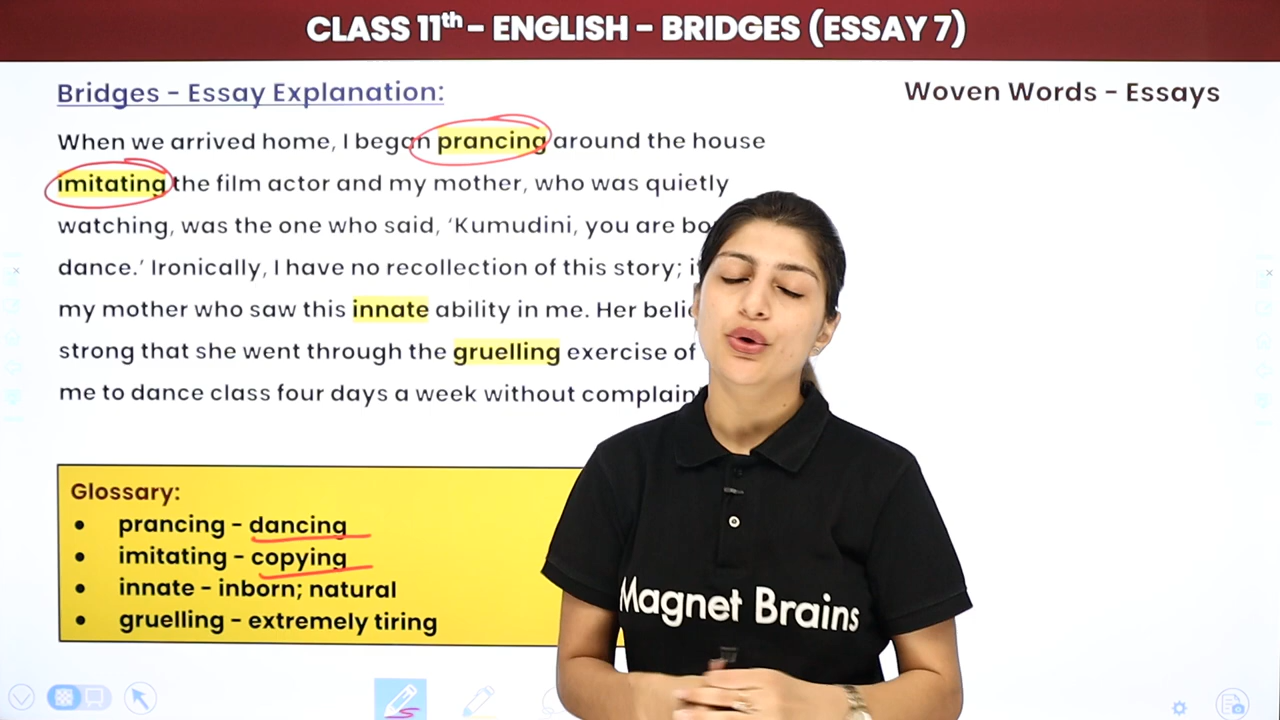 CLASS 11th - ENGLISH - BRIDGES (ESSAY 7)
Bridges - Essay Explanation:
Woven Words - Essays
When we arrived home, I began prancing around the house
imitating the film actor and my mother, who was quietly
watching, was the one who said, ‘Kumudini, you are
dance.’ Ironically, I have no recollection of this story;
my mother who saw this innate ability in me. Her
strong that she went through the gruelling exercise of
me to dance class four days a week without
Glossary:
• prancing - dancing
• imitating - copying
• innate - inborn; natural
• gruelling - extremely tiring
Magnet Brains